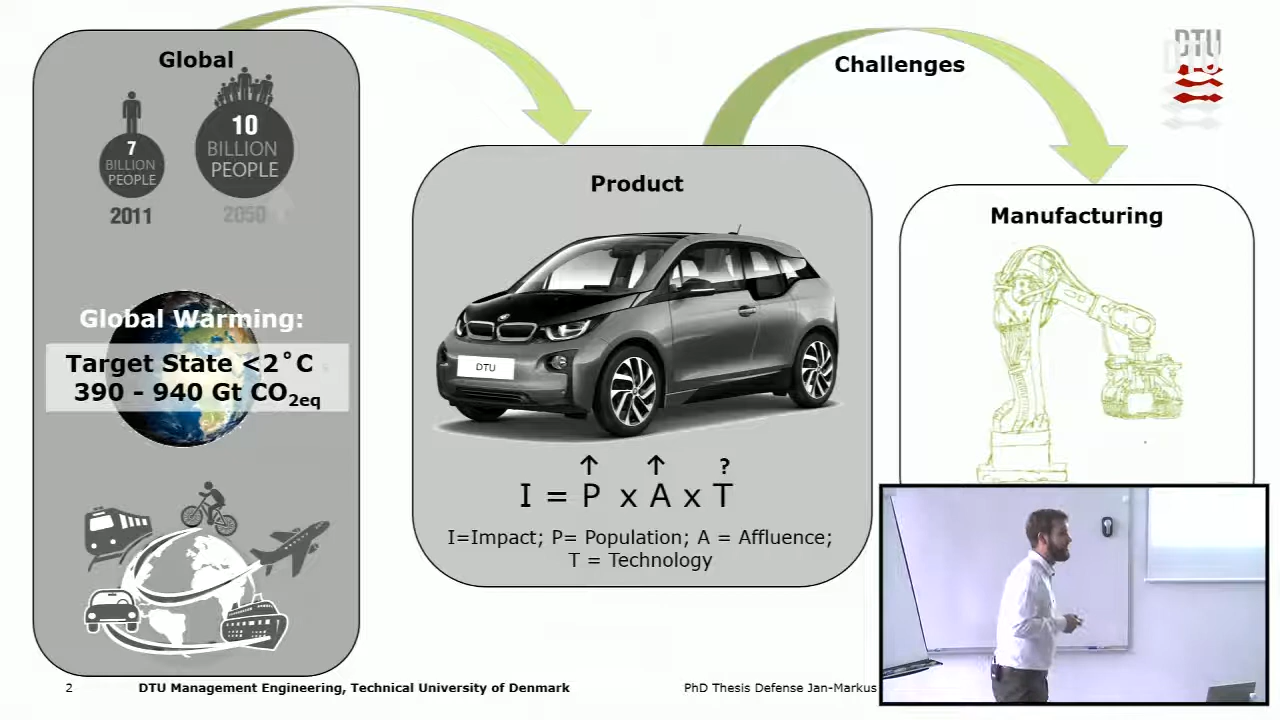 Global
7
BILLION
PEOPLE
2011
10
BILLION
PEOPLE
2050
Global Warming:
Target State <2°C
390 - 940 Gt CO2eq
Product
DTU
↑ ↑ ?
I = P x A x T
I=Impact; P= Population; A = Affluence;
T = Technology
Challenges
DTU
Manufacturing
2
DTU Management Engineering, Technical University of Denmark
PhD Thesis Defense Jan-Markus